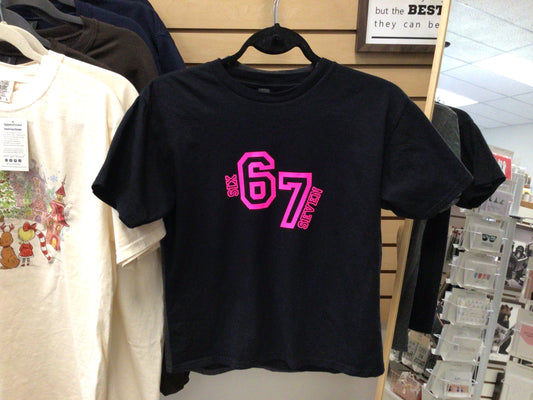 but the BEST
they can be
SIX
67
SEVEN